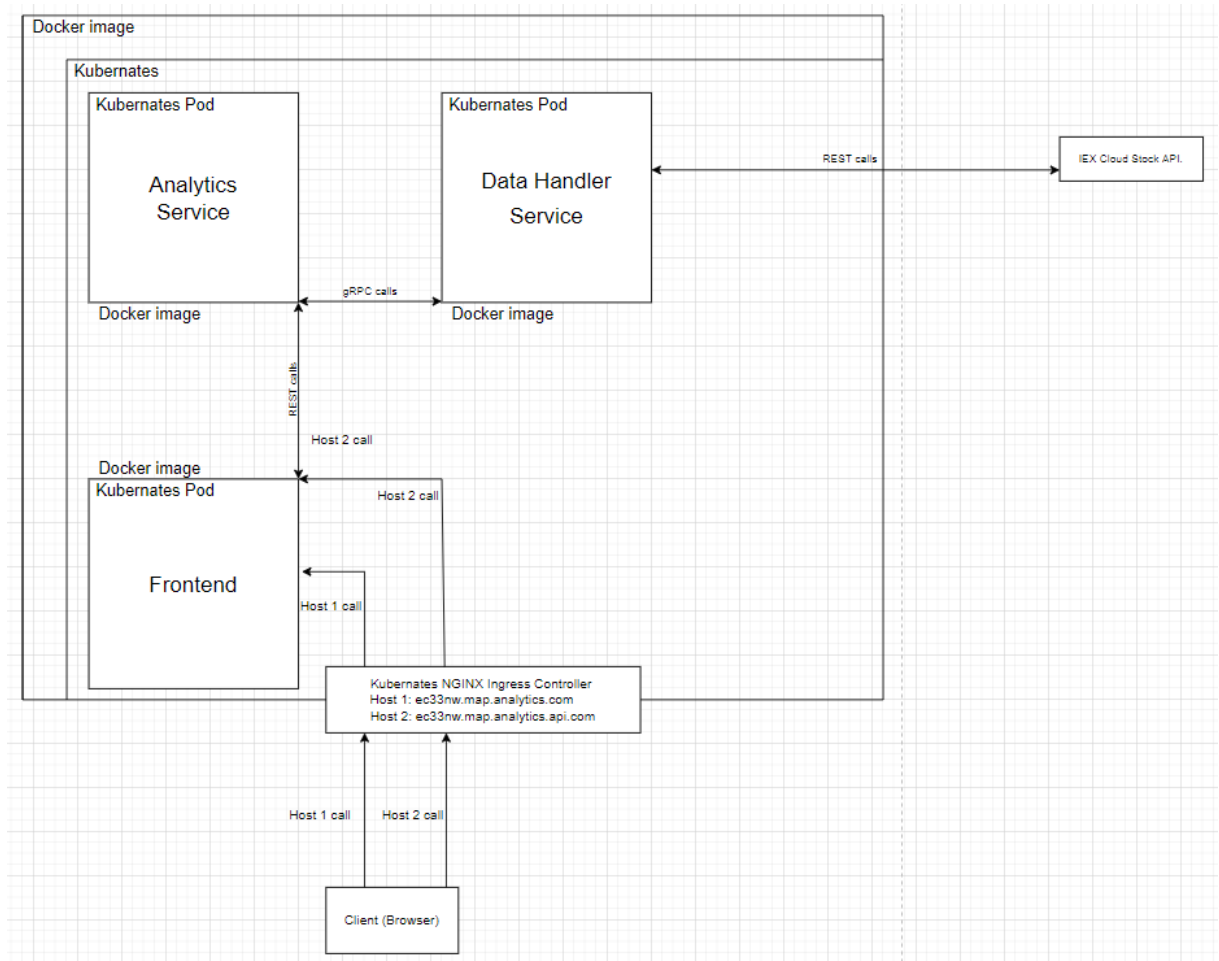 Docker image
Kubernates
Kubernates Pod
Analytics
Service
Docker image
Kubernates Pod
Data Handler
Service
Docker image
REST calls
IEX Cloud Stock API.
gRPC calls
REST calls
Host 2 call
Docker image
Kubernates Pod
Frontend
Host 2 call
Host 1 call
Kubernates NGINX Ingress Controller
Host 1: ec33nw.map.analytics.com
Host 2: ec33nw.map.analytics.api.com
Host 1 call
Host 2 call
Client (Browser)